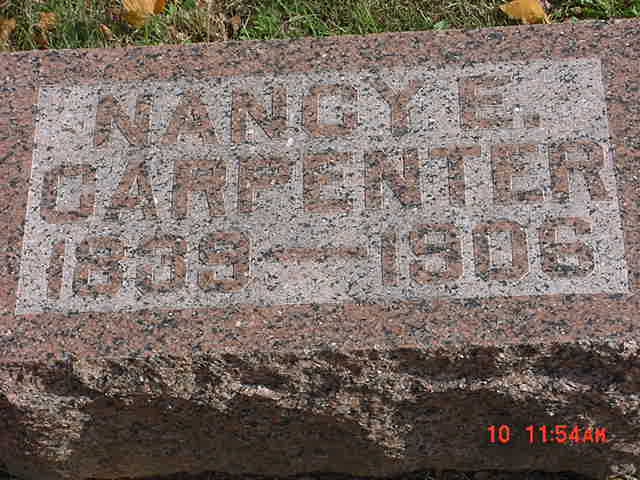 NANCY E.
CARPENTER
1839 — 1906
10 11:54AM